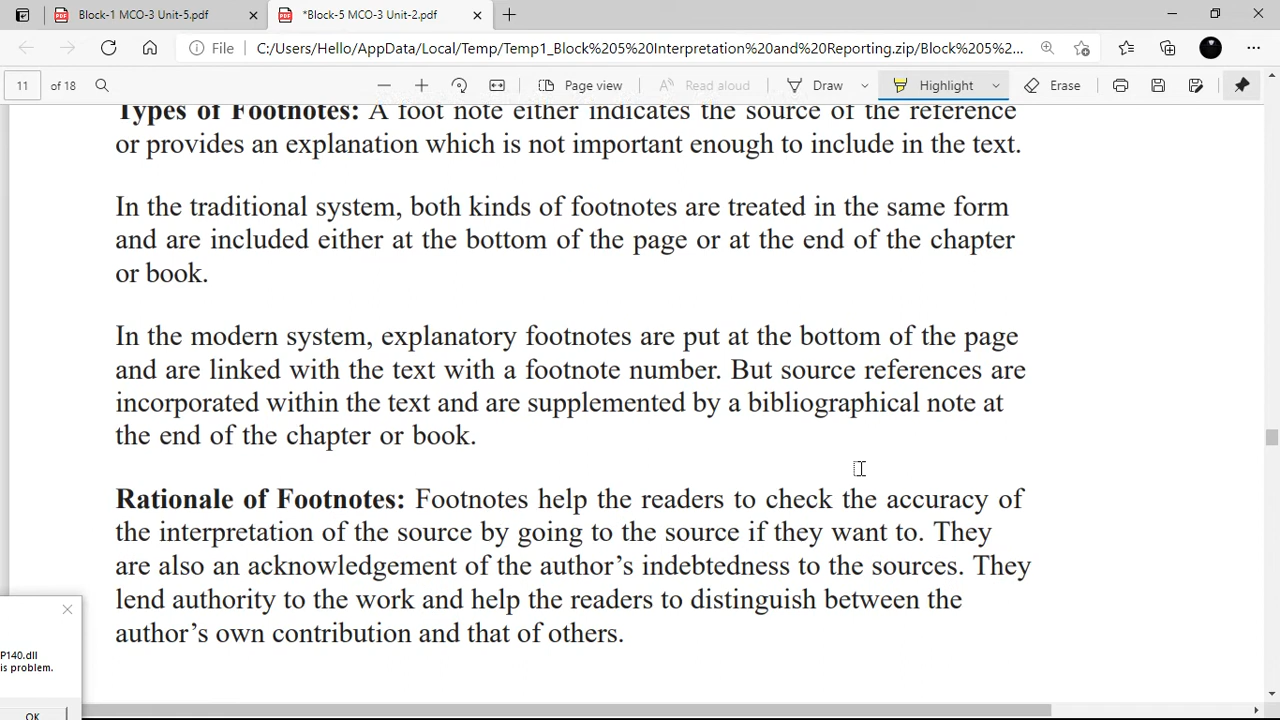 Block-1 MCO-3 Unit-5.pdf
*Block-5 MCO-3 Unit-2.pdf
File
C:/Users/Hello/AppData/Local/Temp/Temp1_Block%205%20Interpretation%20and%20Reporting.zip/Block%205%2...
11 of 18
Page view
Read aloud
Draw
Highlight
Erase
Types of Footnotes: A foot note either indicates the source of the reference
or provides an explanation which is not important enough to include in the text.
In the traditional system, both kinds of footnotes are treated in the same form
and are included either at the bottom of the page or at the end of the chapter
or book.
In the modern system, explanatory footnotes are put at the bottom of the page
and are linked with the text with a footnote number. But source references are
incorporated within the text and are supplemented by a bibliographical note at
the end of the chapter or book.
Rationale of Footnotes: Footnotes help the readers to check the accuracy of
the interpretation of the source by going to the source if they want to. They
are also an acknowledgement of the author's indebtedness to the sources. They
lend authority to the work and help the readers to distinguish between the
author's own contribution and that of others.
P140.dll
is problem.
OK